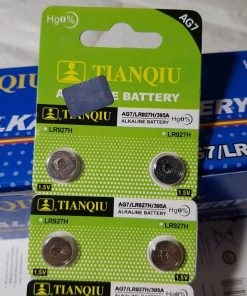 AG7
Hg0%
AG7/LR927H/395A
TIANQIU
ALKALINE BATTERY Hg0%
LR927H
LR927H
1.5V
1.5V
TIANQIU
AG7/LR927H/395A
ALKALINE BATTERY
Hg0%
LR927H
LR927H
1.5V
1.5V
TIANQIU
AG7/LR927H/395A
ALKALINE BATTERY
Hg0%